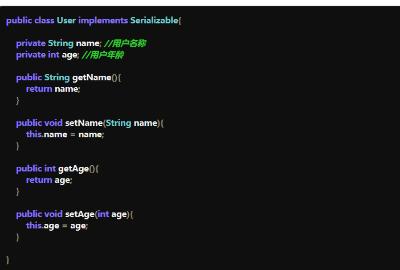 public class User implements Serializable{
private String name; //用户名称
private int age; //用户年龄
public String getName(){
return name;
}
public void setName(String name){
this.name = name;
}
public int getAge(){
return age;
}
public void setAge(int age){
this.age = age;
}
}